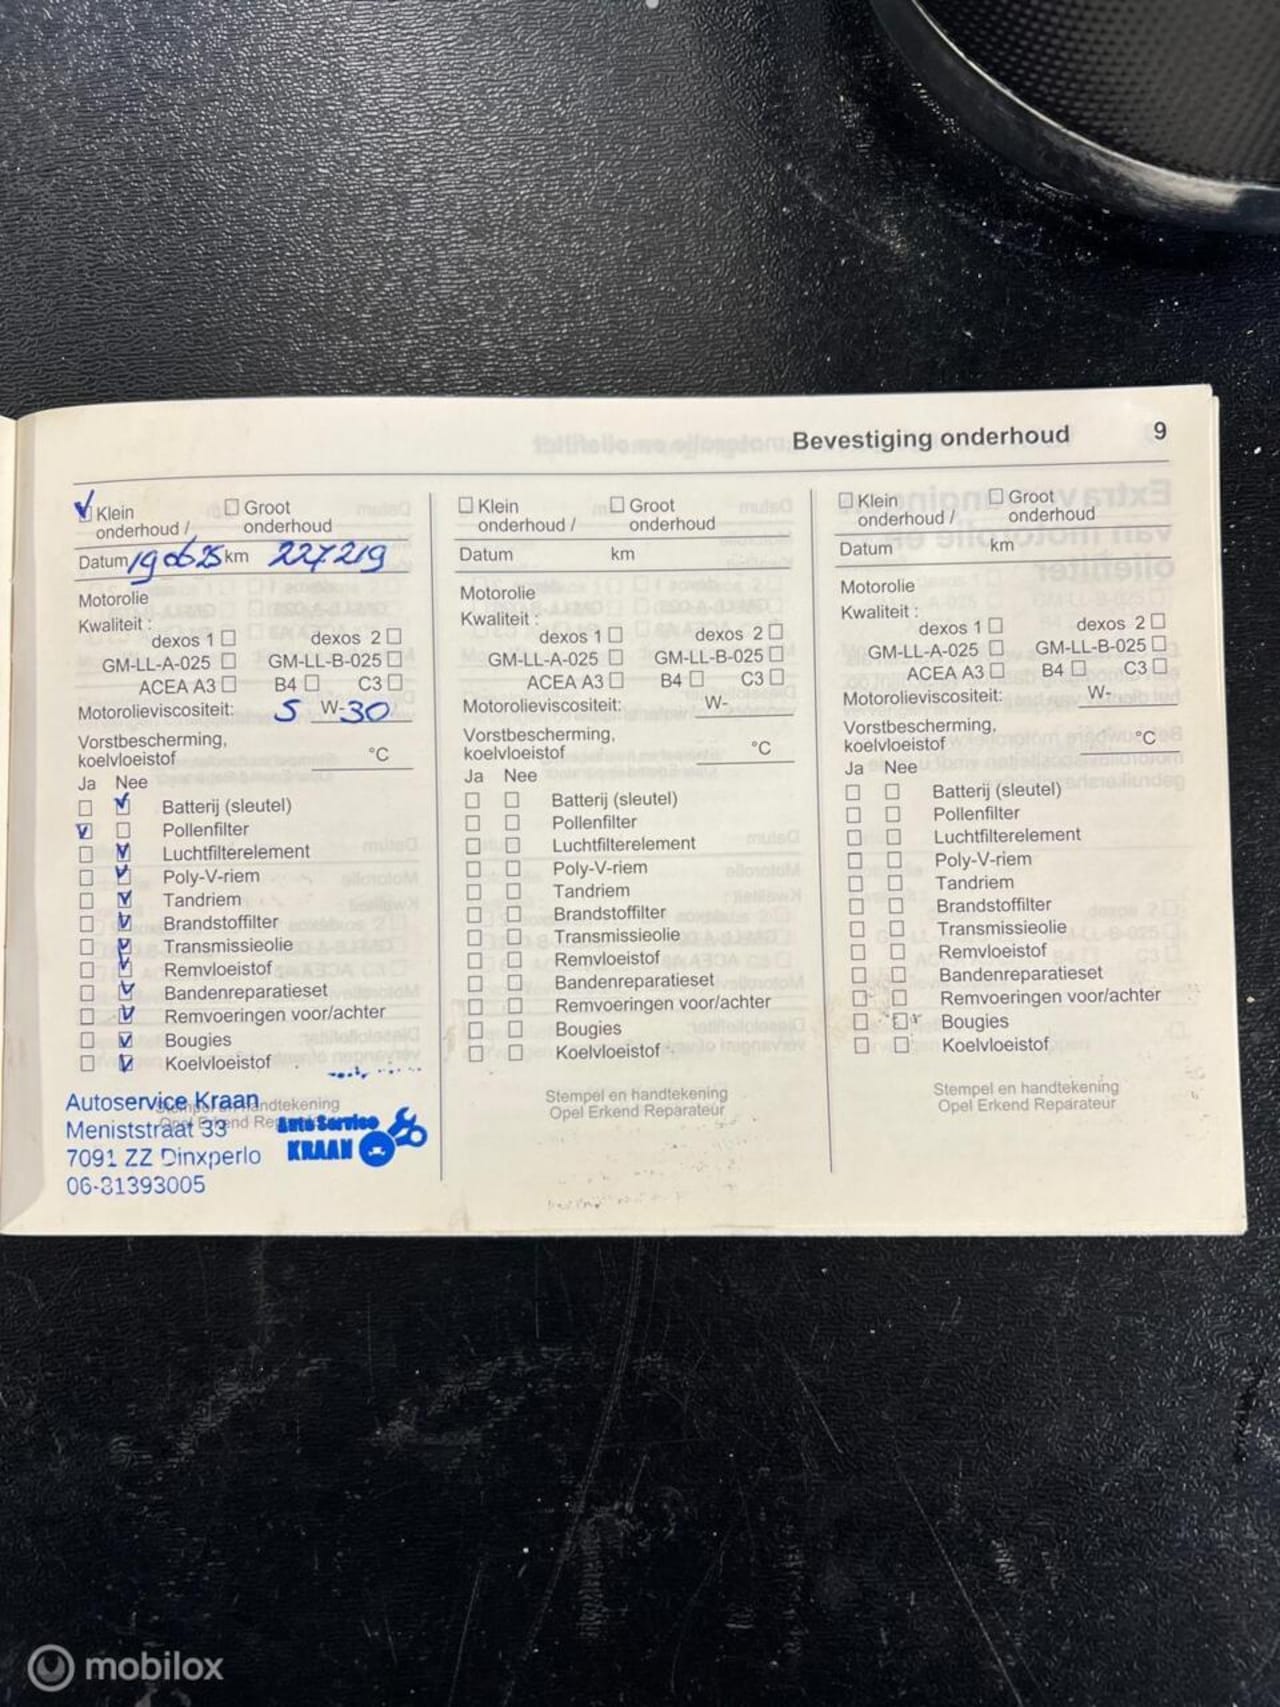 Bevestiging onderhoud 9
Klein onderhoud / Groot onderhoud
Datum 19 06 25 km 227219
Motorolie
Kwaliteit :
dexos 1 dexos 2
GM-LL-A-025 GM-LL-B-025
ACEA A3 B4 C3
Motorolieviscositeit: 5 W-30
Vorstbescherming,
koelvloeistof °C
Ja Nee
Batterij (sleutel)
Pollenfilter
Luchtfilterelement
Poly-V-riem
Tandriem
Brandstoffilter
Transmissieolie
Remvloeistof
Bandenreparatieset
Remvoeringen voor/achter
Bougies
Koelvloeistof
Stempel en handtekening
Opel Erkend Reparateur
Autoservice Kraan
Meniststraat 33
7091 ZZ Dinxperlo
06-31393005
Auto Service
KRAAN
Klein onderhoud / Groot onderhoud
Datum km
Motorolie
Kwaliteit :
dexos 1 dexos 2
GM-LL-A-025 GM-LL-B-025
ACEA A3 B4 C3
Motorolieviscositeit: W-
Vorstbescherming,
koelvloeistof °C
Ja Nee
Batterij (sleutel)
Pollenfilter
Luchtfilterelement
Poly-V-riem
Tandriem
Brandstoffilter
Transmissieolie
Remvloeistof
Bandenreparatieset
Remvoeringen voor/achter
Bougies
Koelvloeistof
Stempel en handtekening
Opel Erkend Reparateur
Klein onderhoud / Groot onderhoud
Datum km
Motorolie
Kwaliteit :
dexos 1 dexos 2
GM-LL-A-025 GM-LL-B-025
ACEA A3 B4 C3
Motorolieviscositeit: W-
Vorstbescherming,
koelvloeistof °C
Ja Nee
Batterij (sleutel)
Pollenfilter
Luchtfilterelement
Poly-V-riem
Tandriem
Brandstoffilter
Transmissieolie
Remvloeistof
Bandenreparatieset
Remvoeringen voor/achter
Bougies
Koelvloeistof
Stempel en handtekening
Opel Erkend Reparateur
mobilox